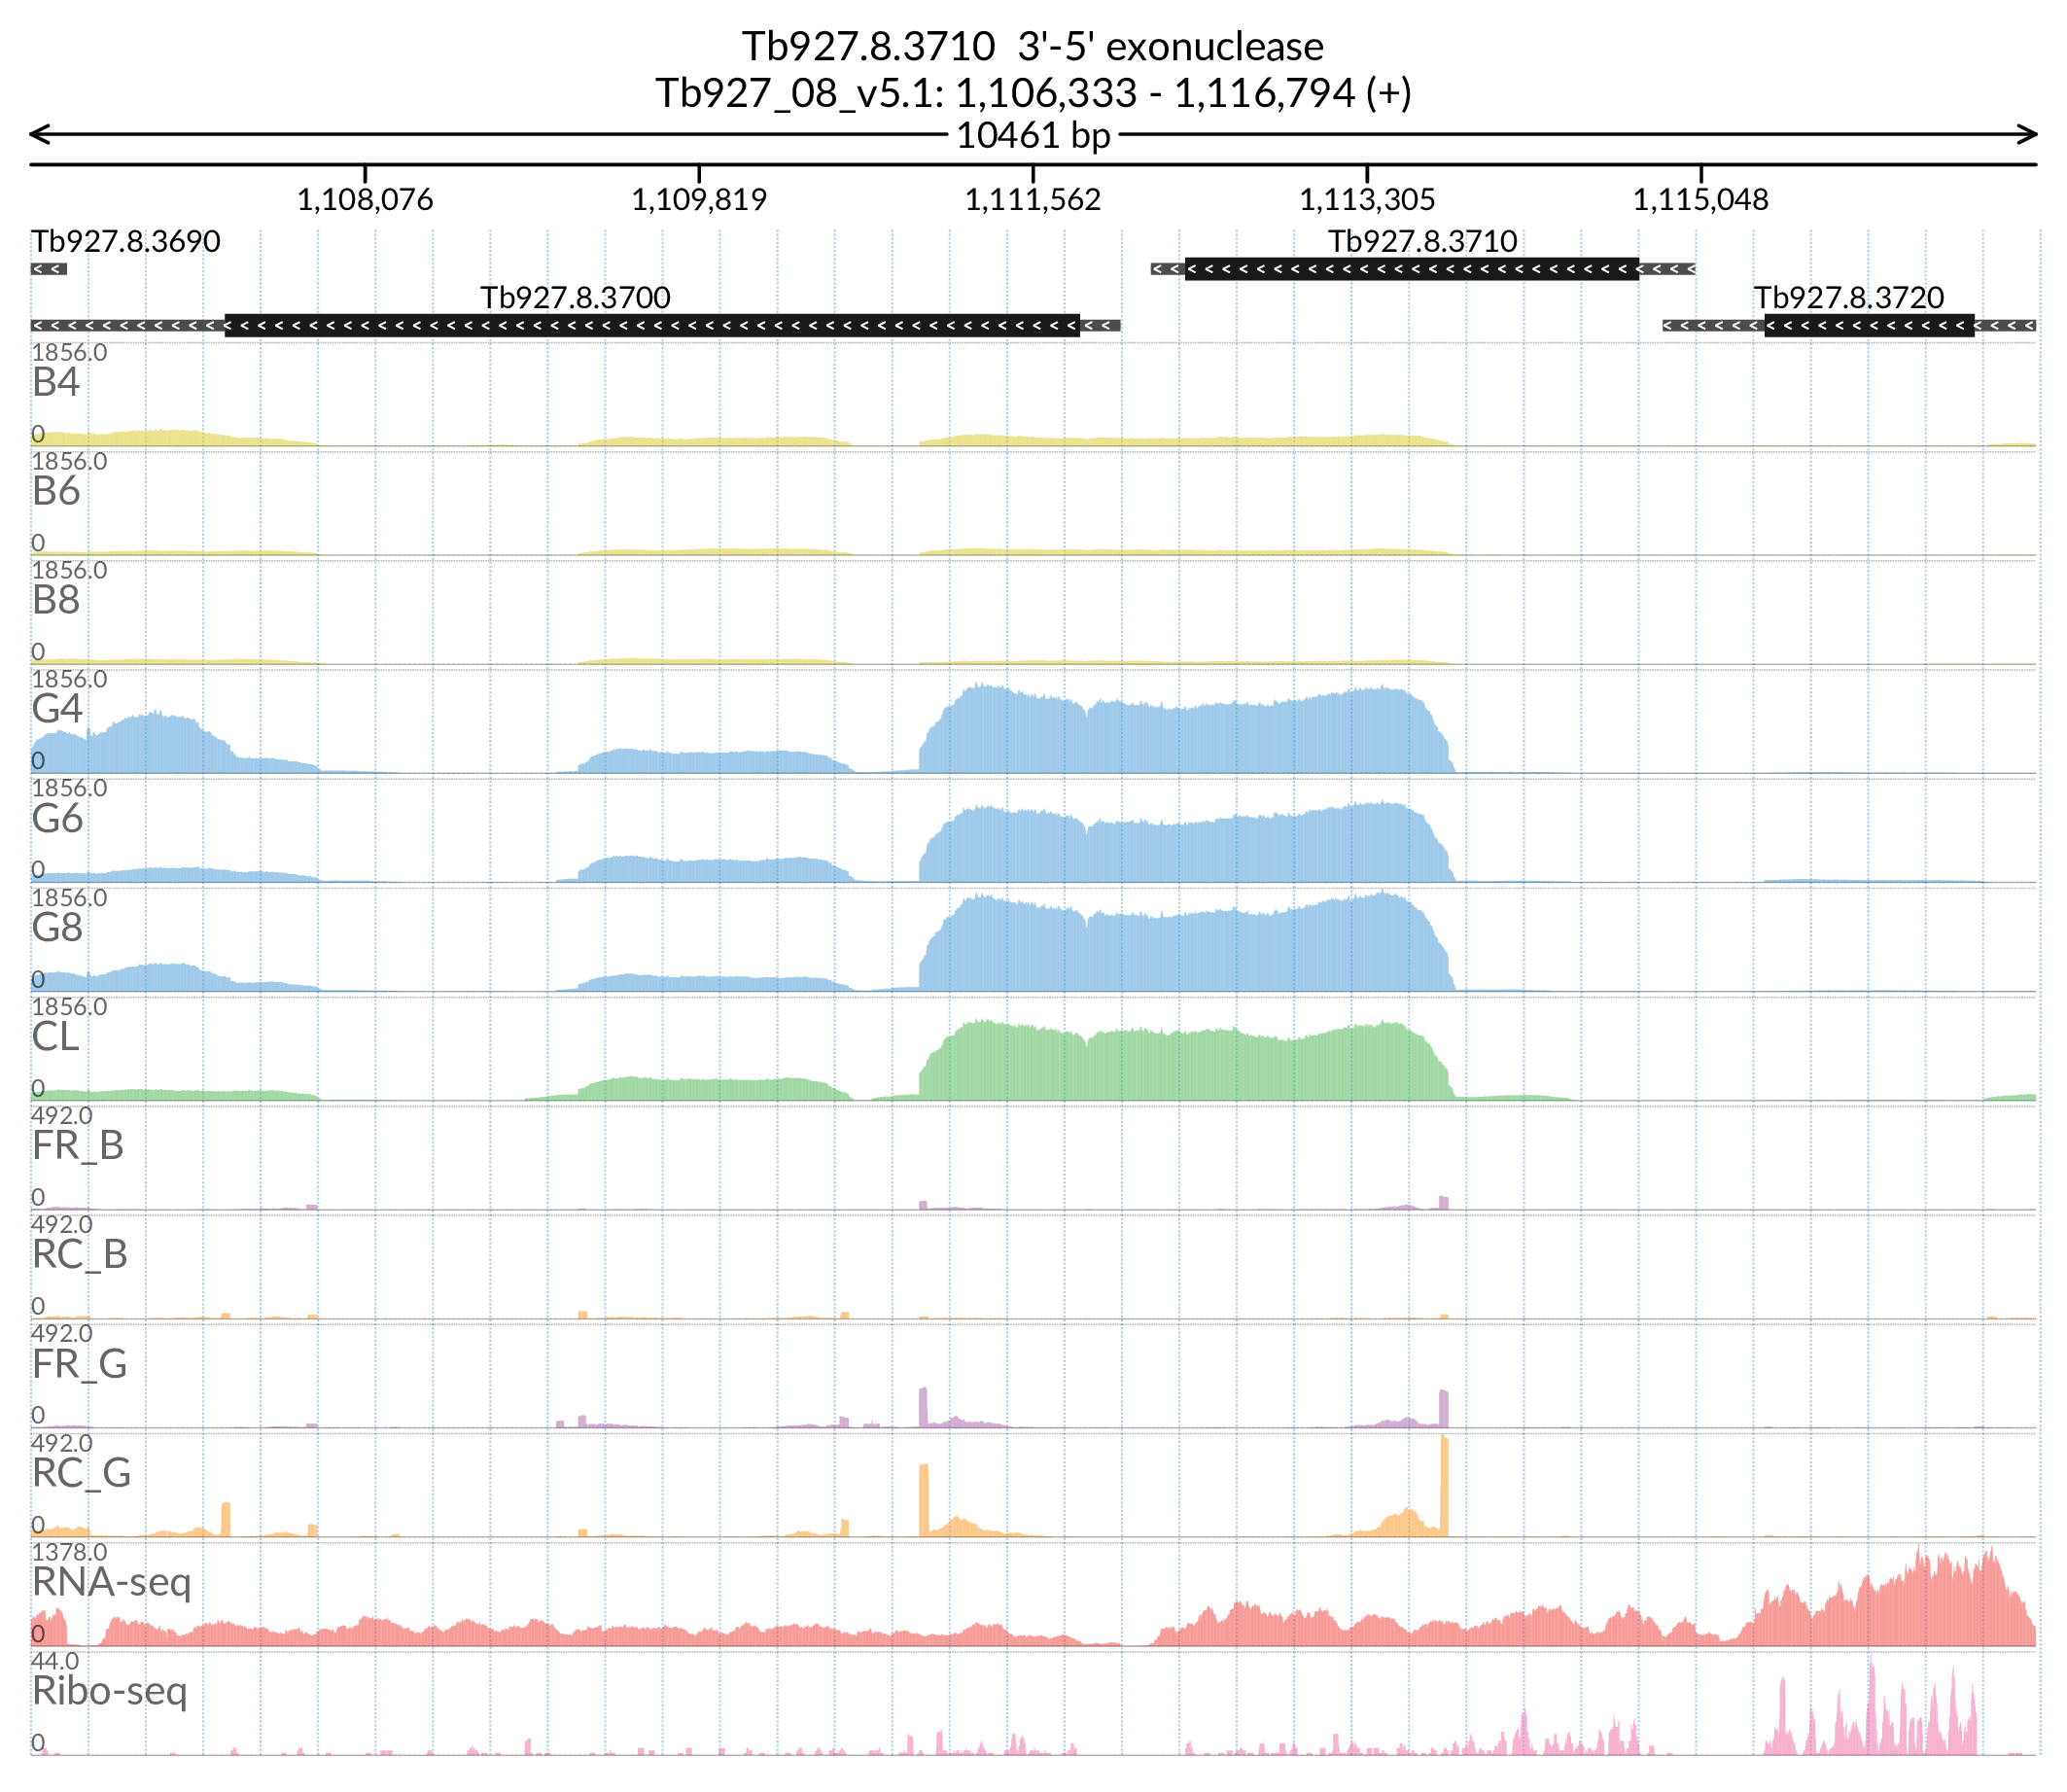 Tb927.8.3710  3'-5' exonuclease
Tb927_08_v5.1: 1,106,333 - 1,116,794 (+)
10461 bp
1,108,076 1,109,819 1,111,562 1,113,305 1,115,048
Tb927.8.3690 Tb927.8.3710
Tb927.8.3700 Tb927.8.3720
1856.0
B4
0
1856.0
B6
0
1856.0
B8
0
1856.0
G4
0
1856.0
G6
0
1856.0
G8
0
1856.0
CL
0
492.0
FR_B
0
492.0
RC_B
0
492.0
FR_G
0
492.0
RC_G
0
1378.0
RNA-seq
0
44.0
Ribo-seq
0